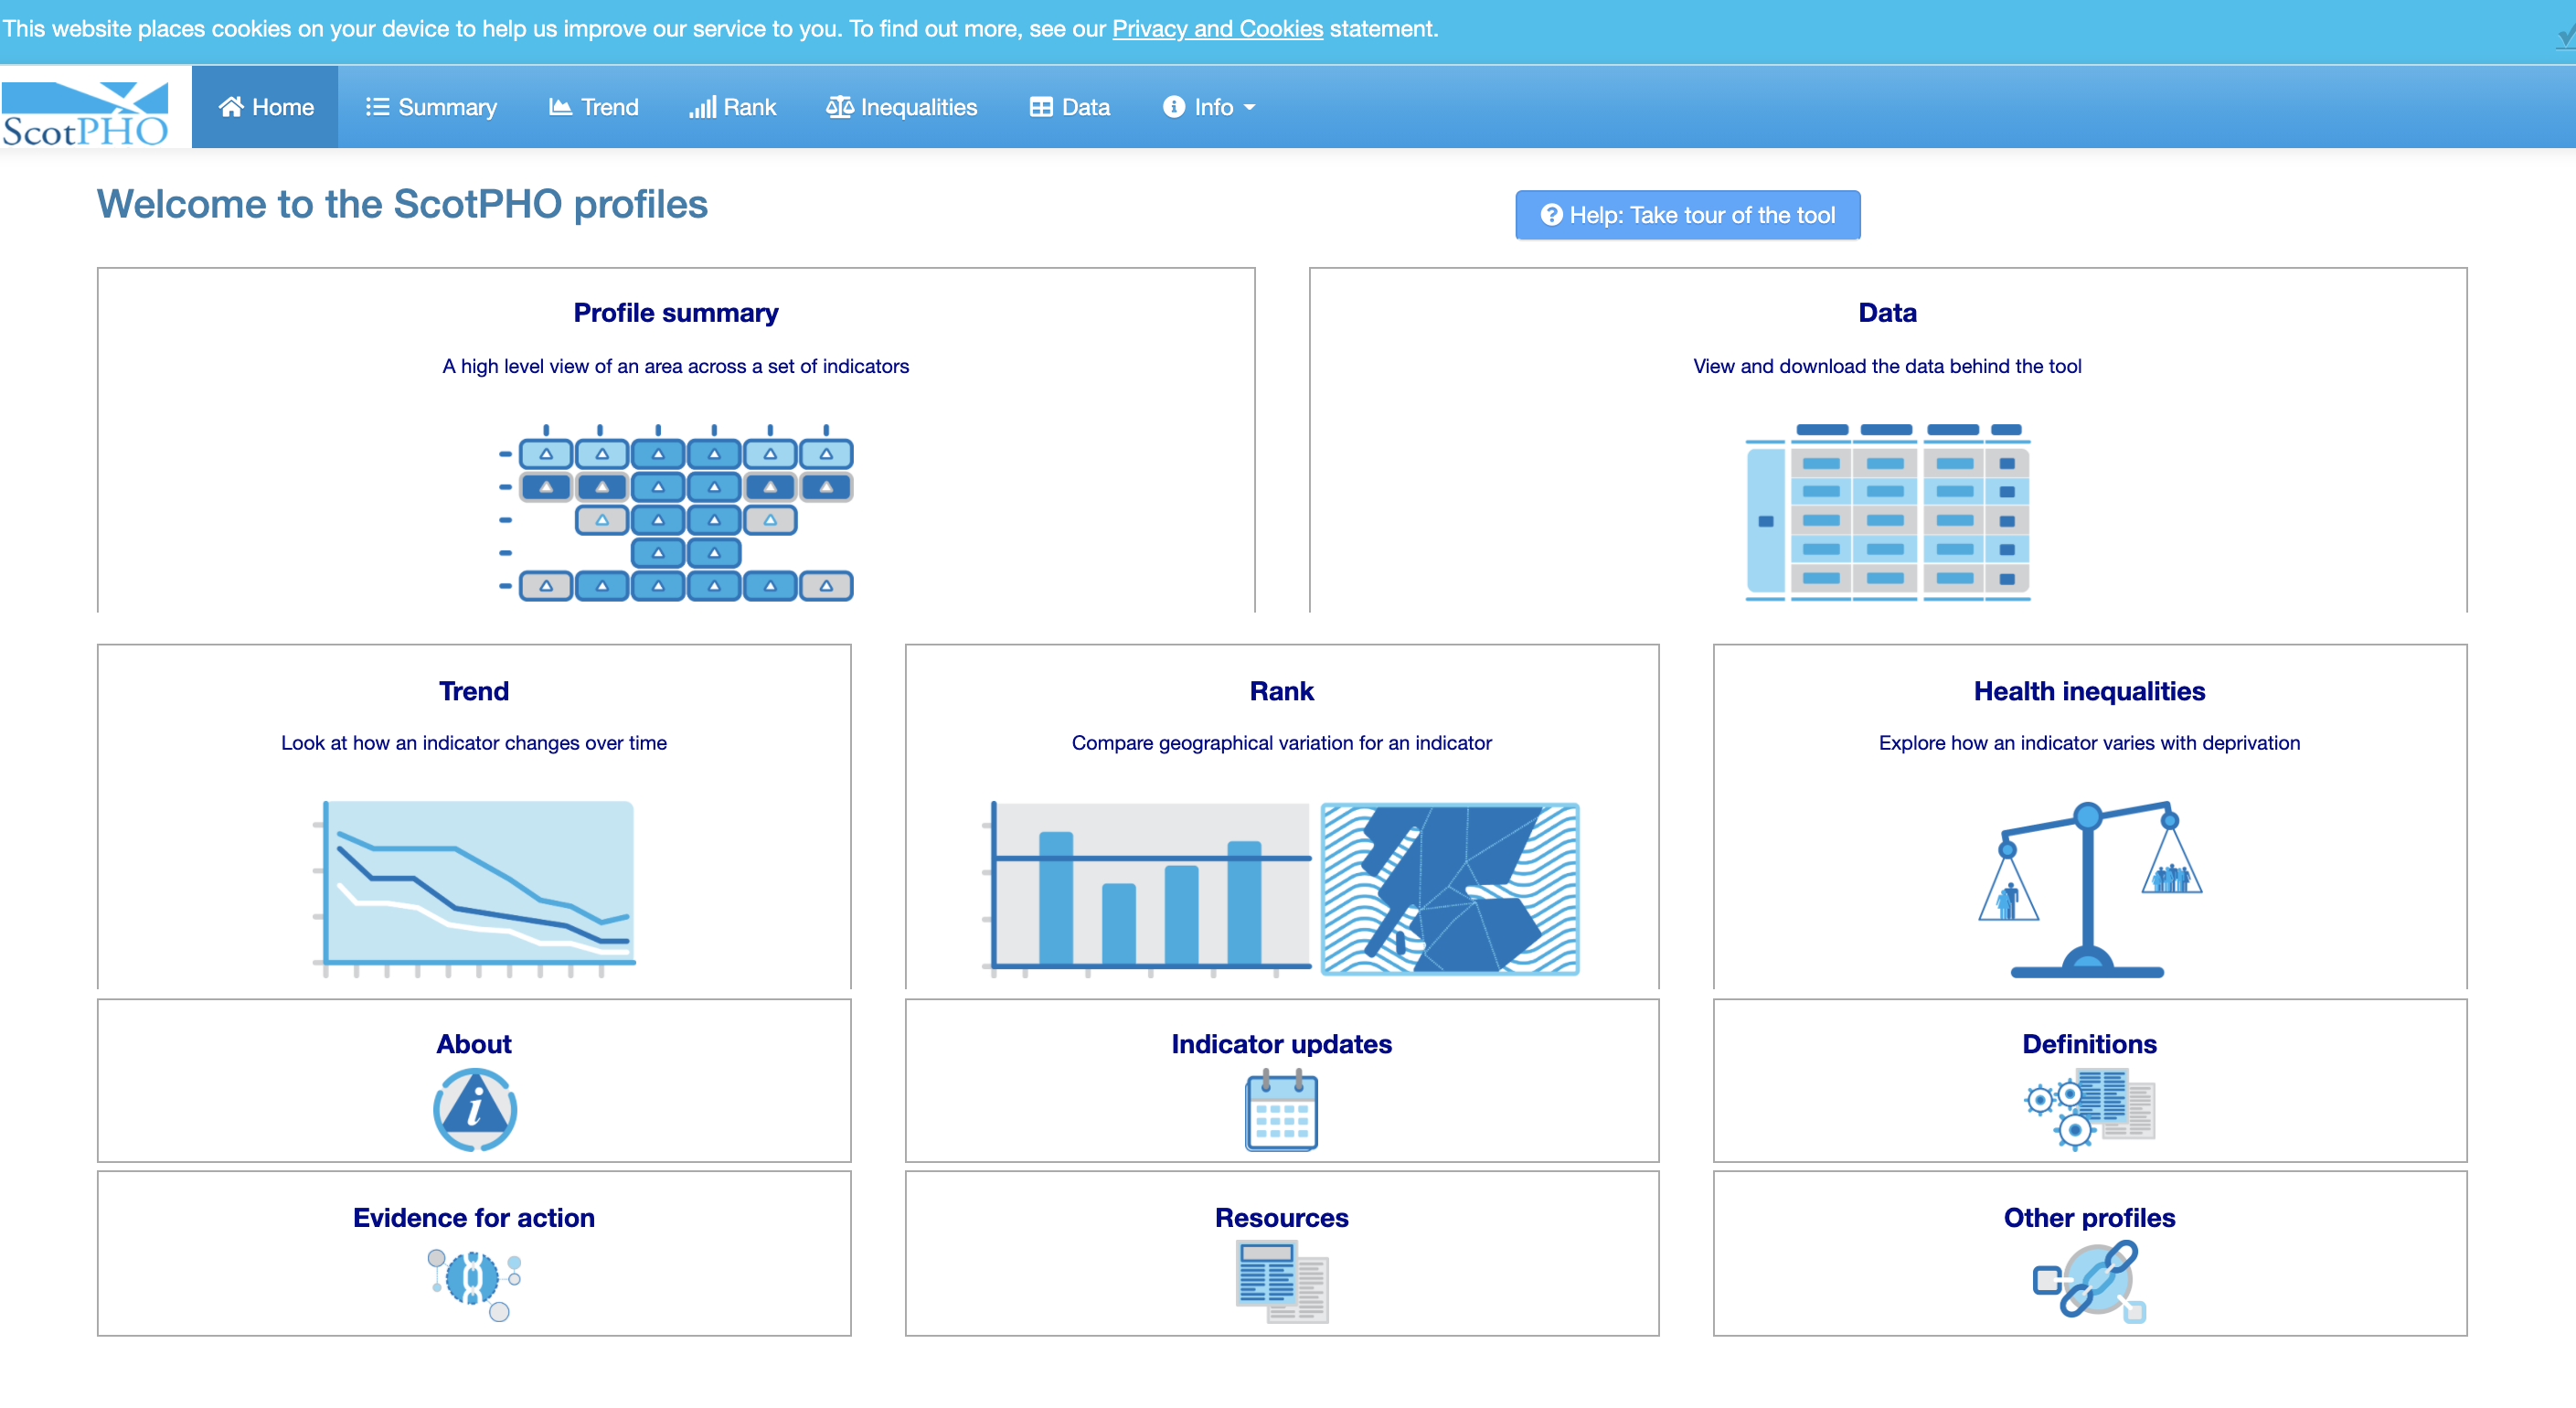 This website places cookies on your device to help us improve our service to you. To find out more, see our Privacy and Cookies statement.
ScotPHO
Home
Summary
Trend
Rank
Inequalities
Data
Info
Welcome to the ScotPHO profiles
Help: Take tour of the tool
Profile summary
A high level view of an area across a set of indicators
Data
View and download the data behind the tool
Trend
Look at how an indicator changes over time
Rank
Compare geographical variation for an indicator
Health inequalities
Explore how an indicator varies with deprivation
About
Indicator updates
Definitions
Evidence for action
Resources
Other profiles